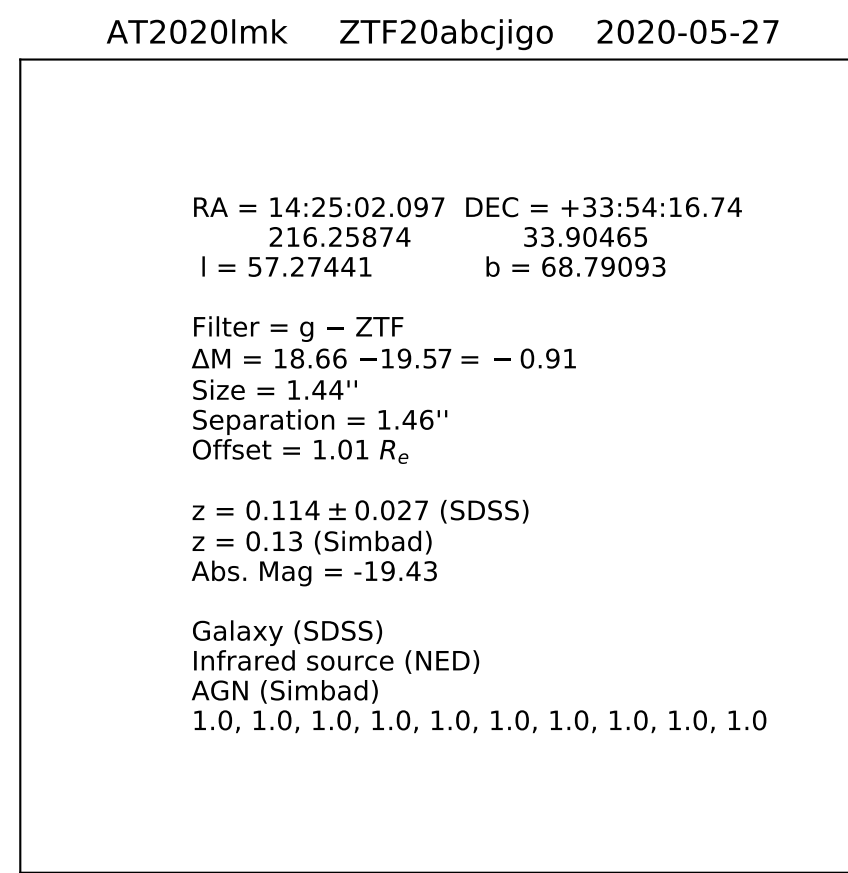 AT2020lmk ZTF20abcjigo 2020-05-27
RA = 14:25:02.097 DEC = +33:54:16.74
216.25874 33.90465
l = 57.27441 b = 68.79093
Filter = g − ZTF
ΔM = 18.66 −19.57 = − 0.91
Size = 1.44''
Separation = 1.46''
Offset = 1.01 Re
z = 0.114 ± 0.027 (SDSS)
z = 0.13 (Simbad)
Abs. Mag = -19.43
Galaxy (SDSS)
Infrared source (NED)
AGN (Simbad)
1.0, 1.0, 1.0, 1.0, 1.0, 1.0, 1.0, 1.0, 1.0, 1.0